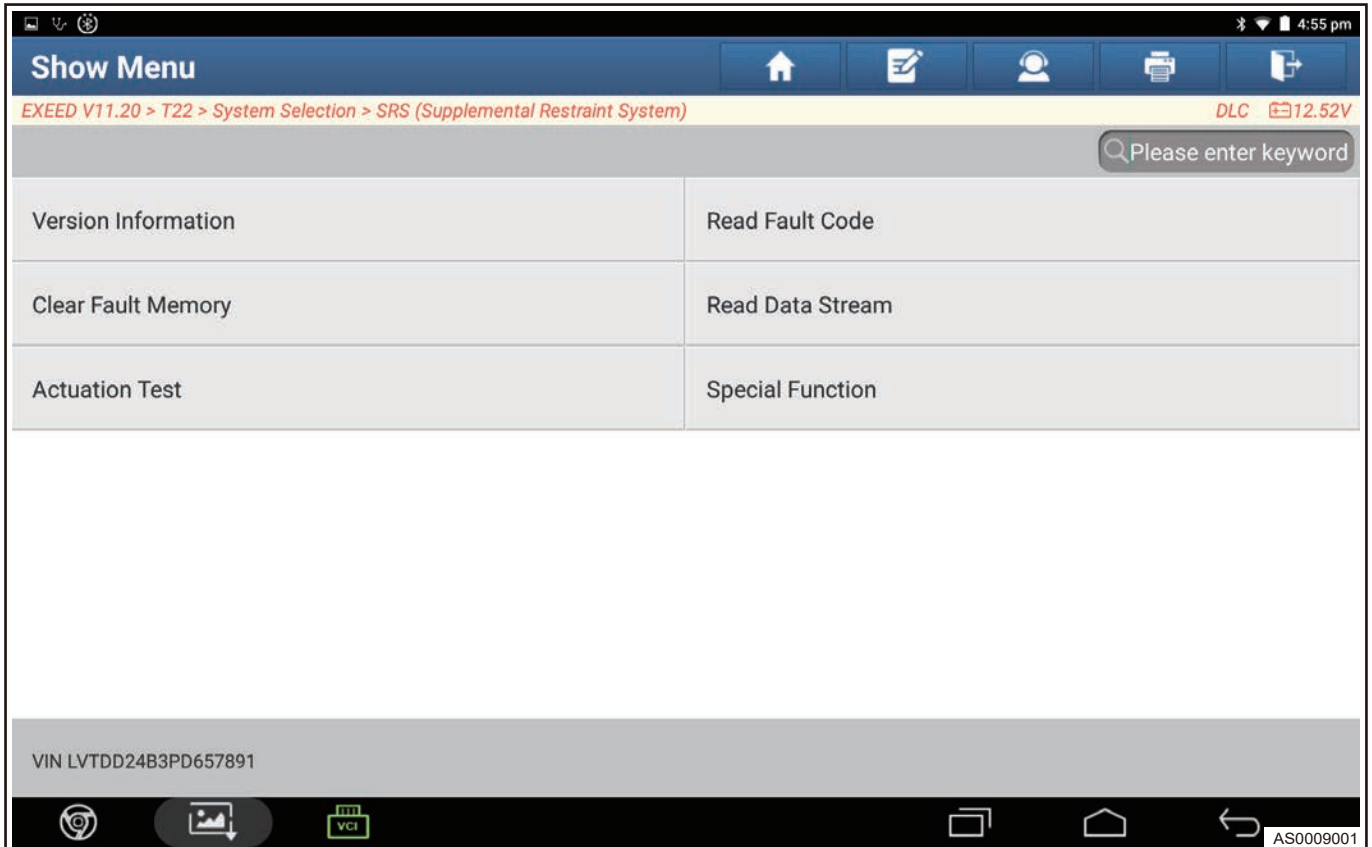 4:55 pm
Show Menu
EXEED V11.20 > T22 > System Selection > SRS (Supplemental Restraint System)
DLC 12.52V
Please enter keyword
Version Information
Read Fault Code
Clear Fault Memory
Read Data Stream
Actuation Test
Special Function
VIN LVTDD24B3PD657891
VCI
AS0009001